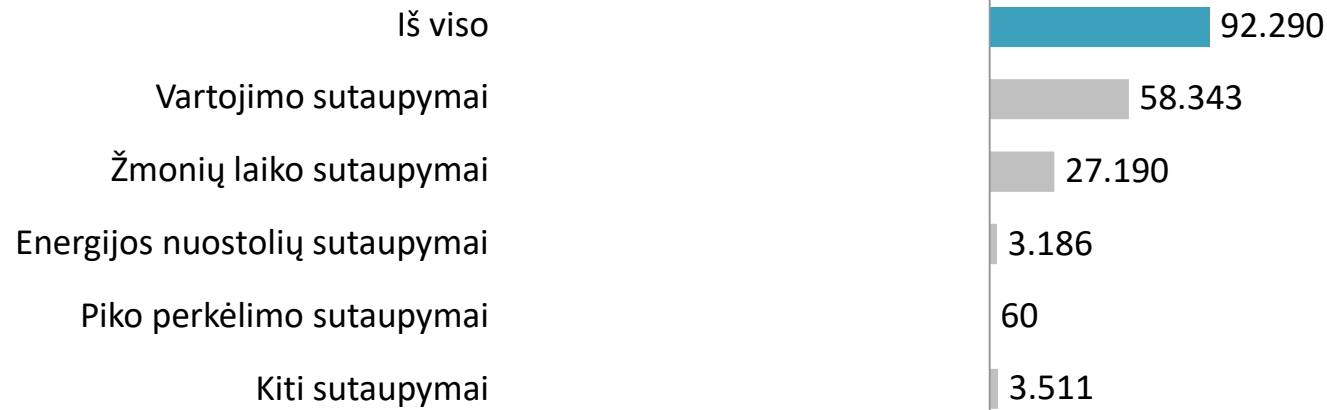 Iš viso 92.290
Vartojimo sutaupymai 58.343
Žmonių laiko sutaupymai 27.190
Energijos nuostolių sutaupymai 3.186
Piko perkėlimo sutaupymai 60
Kiti sutaupymai 3.511